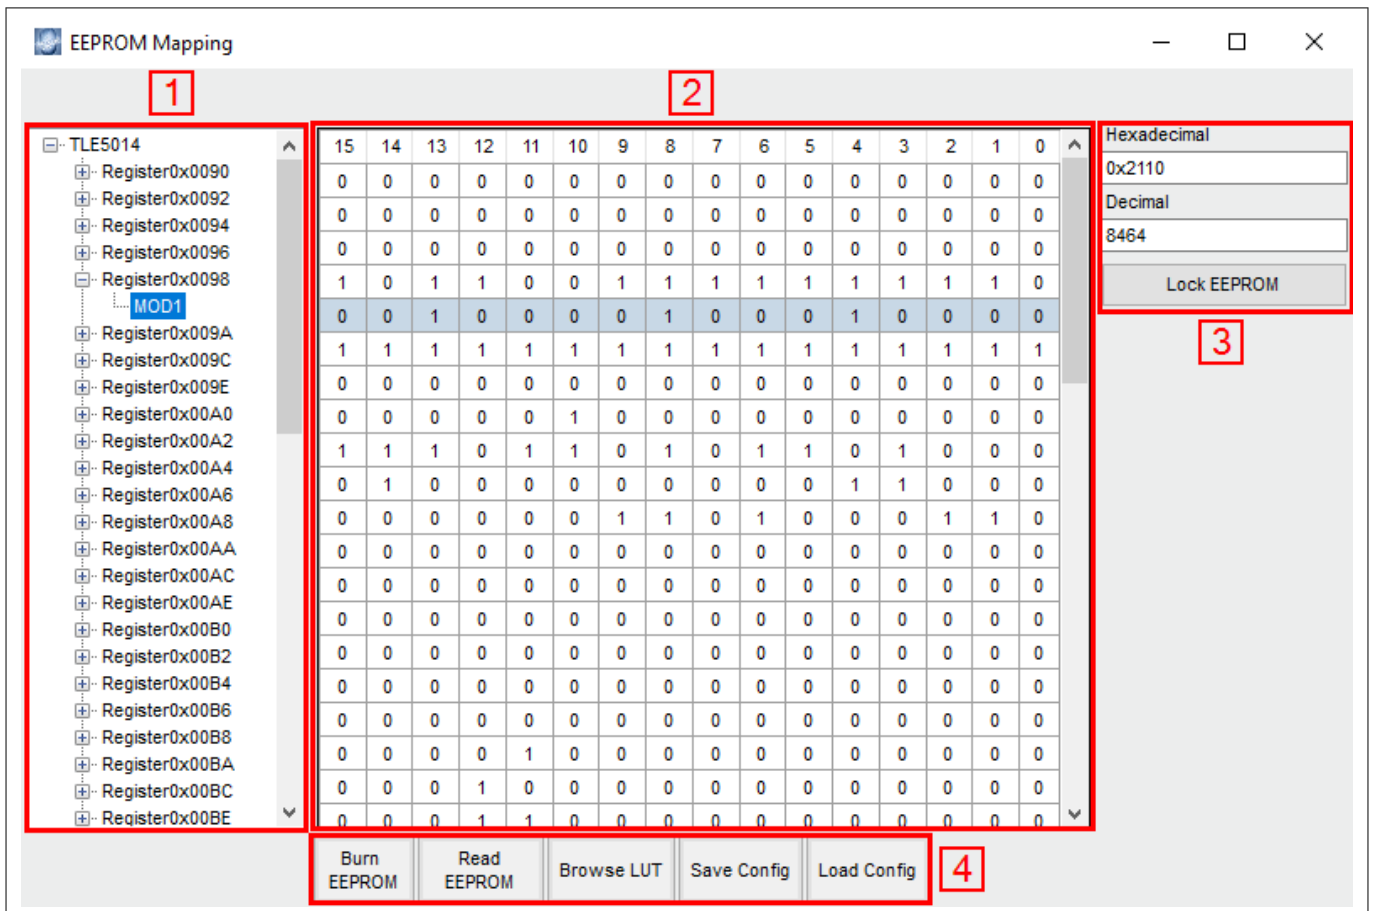 EEPROM Mapping
1
2
TLE5014
Register0x0090
Register0x0092
Register0x0094
Register0x0096
Register0x0098
MOD1
Register0x009A
Register0x009C
Register0x009E
Register0x00A0
Register0x00A2
Register0x00A4
Register0x00A6
Register0x00A8
Register0x00AA
Register0x00AC
Register0x00AE
Register0x00B0
Register0x00B2
Register0x00B4
Register0x00B6
Register0x00B8
Register0x00BA
Register0x00BC
Register0x00BE
15 14 13 12 11 10 9 8 7 6 5 4 3 2 1 0
0 0 0 0 0 0 0 0 0 0 0 0 0 0 0 0
0 0 0 0 0 0 0 0 0 0 0 0 0 0 0 0
0 0 0 0 0 0 0 0 0 0 0 0 0 0 0 0
1 0 1 1 0 0 1 1 1 1 1 1 1 1 1 0
0 0 1 0 0 0 0 1 0 0 0 1 0 0 0 0
1 1 1 1 1 1 1 1 1 1 1 1 1 1 1 1
0 0 0 0 0 0 0 0 0 0 0 0 0 0 0 0
0 0 0 0 0 1 0 0 0 0 0 0 0 0 0 0
1 1 1 0 1 1 0 1 0 1 1 0 1 0 0 0
0 1 0 0 0 0 0 0 0 0 0 1 1 0 0 0
0 0 0 0 0 0 1 1 0 1 0 0 0 1 1 0
0 0 0 0 0 0 0 0 0 0 0 0 0 0 0 0
0 0 0 0 0 0 0 0 0 0 0 0 0 0 0 0
0 0 0 0 0 0 0 0 0 0 0 0 0 0 0 0
0 0 0 0 0 0 0 0 0 0 0 0 0 0 0 0
0 0 0 0 0 0 0 0 0 0 0 0 0 0 0 0
0 0 0 0 0 0 0 0 0 0 0 0 0 0 0 0
0 0 0 0 1 0 0 0 0 0 0 0 0 0 0 0
0 0 0 1 0 0 0 0 0 0 0 0 0 0 0 0
0 0 0 1 1 0 0 0 0 0 0 0 0 0 0 0
Hexadecimal
0x2110
Decimal
8464
Lock EEPROM
3
Burn
EEPROM
Read
EEPROM
Browse LUT
Save Config
Load Config
4